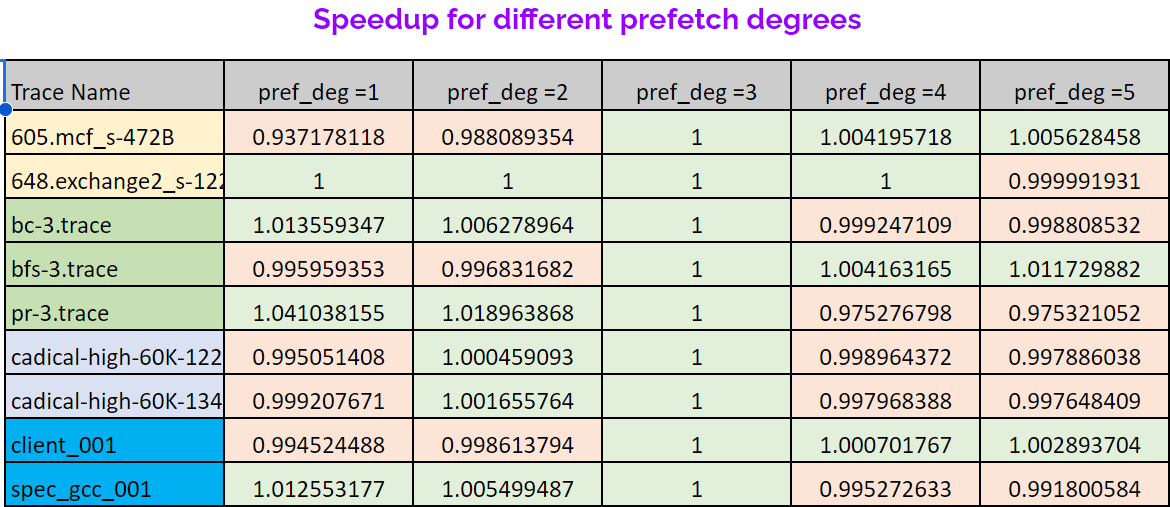 Speedup for different prefetch degrees
Trace Name pref_deg =1 pref_deg =2 pref_deg =3 pref_deg =4 pref_deg =5
605.mcf_s-472B 0.937178118 0.988089354 1 1.004195718 1.005628458
648.exchange2_s-122 1 1 1 1 0.999991931
bc-3.trace 1.013559347 1.006278964 1 0.999247109 0.998808532
bfs-3.trace 0.995959353 0.996831682 1 1.004163165 1.011729882
pr-3.trace 1.041038155 1.018963868 1 0.975276798 0.975321052
cadical-high-60K-122 0.995051408 1.000459093 1 0.998964372 0.997886038
cadical-high-60K-134 0.999207671 1.001655764 1 0.997968388 0.997648409
client_001 0.994524488 0.998613794 1 1.000701767 1.002893704
spec_gcc_001 1.012553177 1.005499487 1 0.995272633 0.991800584